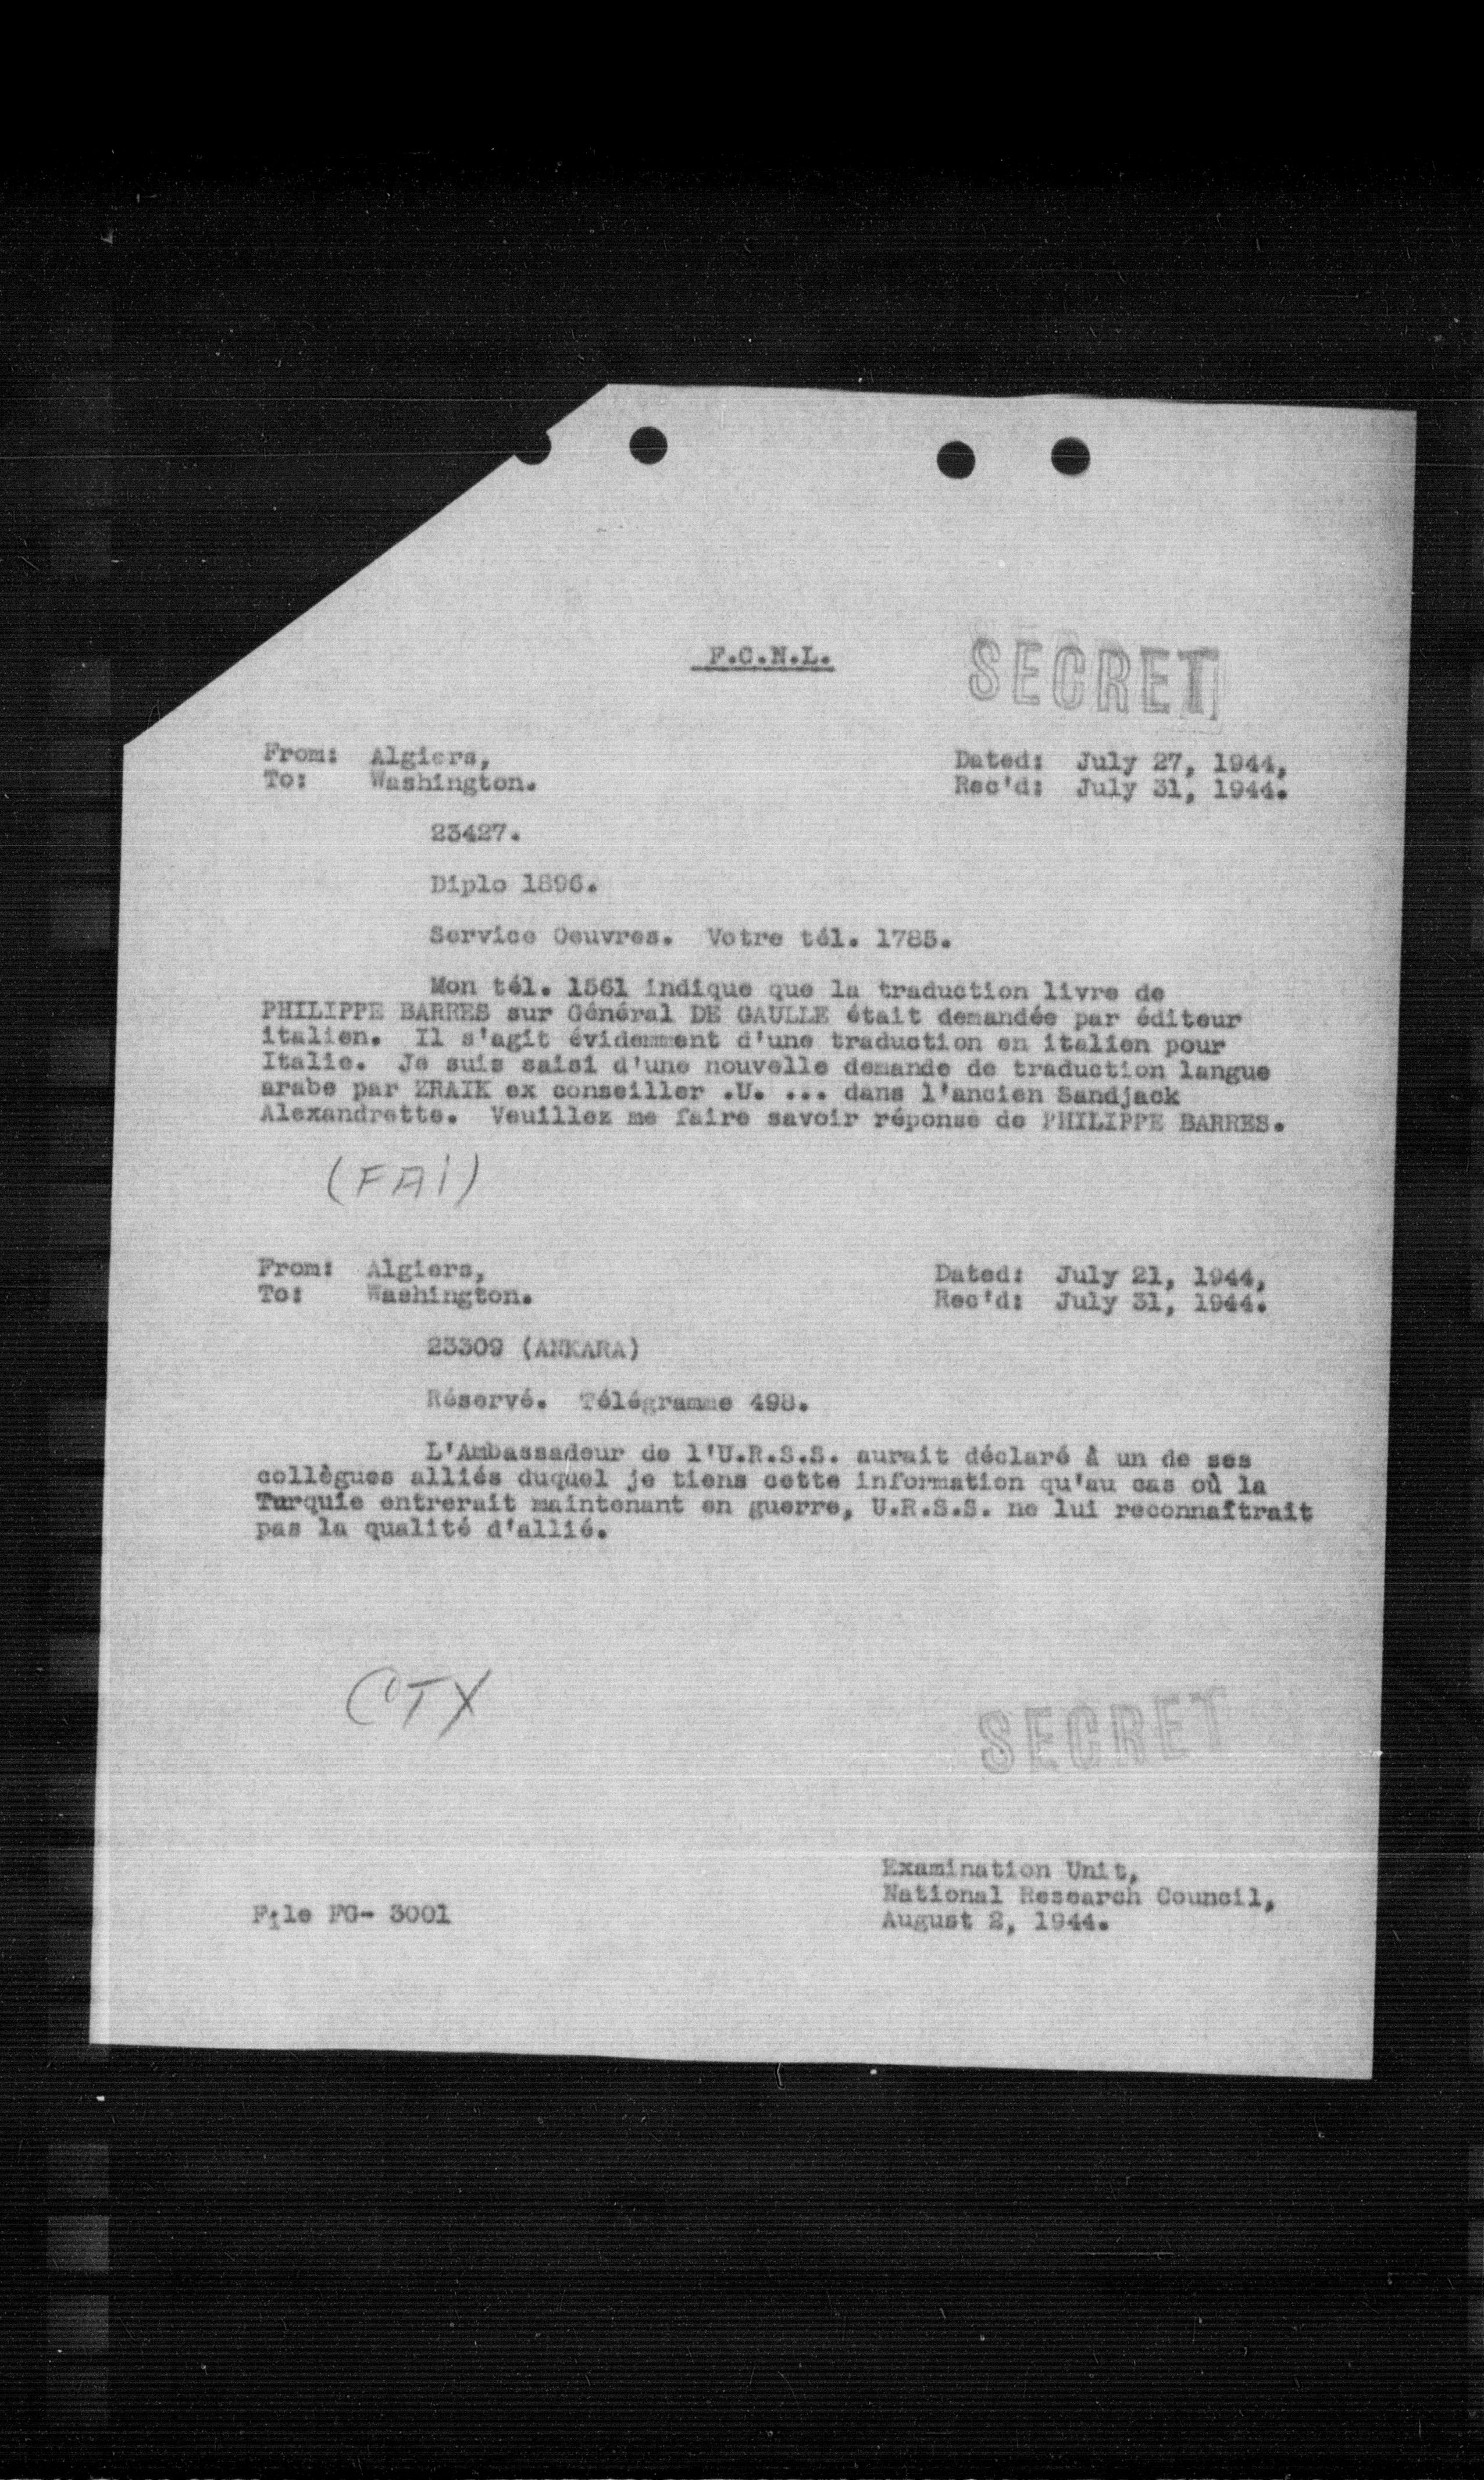 F.C.N.L.
SECRET
From: Algiers,
To: Washington.
Dated: July 27, 1944,
Rec'd: July 31, 1944.
23427.
Diplo 1896.
Service Oeuvres. Votre tél. 1785.
Mon tél. 1561 indique que la traduction livre de
PHILIPPE BARRES sur Général DE GAULLE était demandée par éditeur
italien. Il s'agit évidemment d'une traduction en italien pour
Italie. Je suis saisi d'une nouvelle demande de traduction langue
arabe par ZRAIK ex conseiller .U. ... dans l'ancien Sandjack
Alexandrette. Veuillez me faire savoir réponse de PHILIPPE BARRES.
(FAI)
From: Algiers,
To: Washington.
Dated: July 21, 1944,
Rec'd: July 31, 1944.
23309 (ANKARA)
Réservé. Télégramme 498.
L'Ambassadeur de l'U.R.S.S. aurait déclaré à un de ses
collègues alliés duquel je tiens cette information qu'au cas où la
Turquie entrerait maintenant en guerre, U.R.S.S. ne lui reconnaîtrait
pas la qualité d'allié.
CTX
SECRET
Examination Unit,
National Research Council,
August 2, 1944.
File FG- 3001